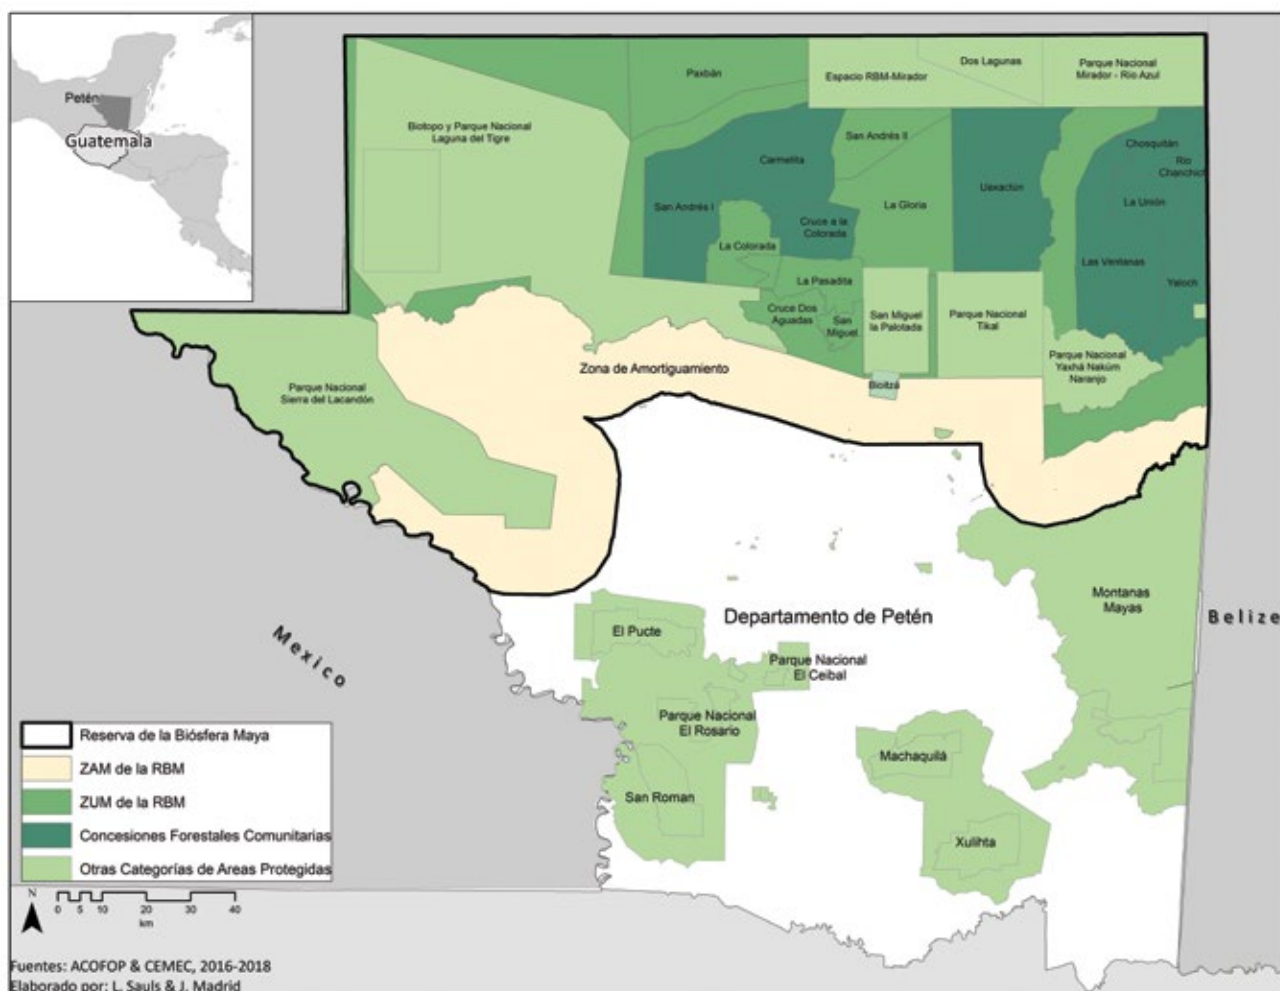 Petén
Guatemala
Paxbán
Espacio RBM-Mirador
Dos Lagunas
Parque Nacional
Mirador - Río Azul
Biotopo y Parque Nacional
Laguna del Tigre
Carmelita
San Andrés II
Uaxactún
Chosquitán
Rio
Chanchich
La Unión
San Andrés I
Cruce a la
Colorada
La Gloria
La Colorada
Las Ventanas
Yaloch
La Pasadita
Cruce Dos
Aguadas
San
Miguel
San Miguel
la Palotada
Parque Nacional
Tikal
Parque Nacional
Yaxhá Nakúm
Naranjo
Zona de Amortiguamiento
Bioitzá
Parque Nacional
Sierra del Lacandón
Montanas
Mayas
Departamento de Petén
Belize
Mexico
El Pucte
Parque Nacional
El Ceibal
Parque Nacional
El Rosario
Machaquilá
San Roman
Xulihta
Reserva de la Biósfera Maya
ZAM de la RBM
ZUM de la RBM
Concesiones Forestales Comunitarias
Otras Categorías de Areas Protegidas
N
0 5 10 20 30 40
km
Fuentes: ACOFOP & CEMEC, 2016-2018
Elaborado por: L. Sauls & J. Madrid